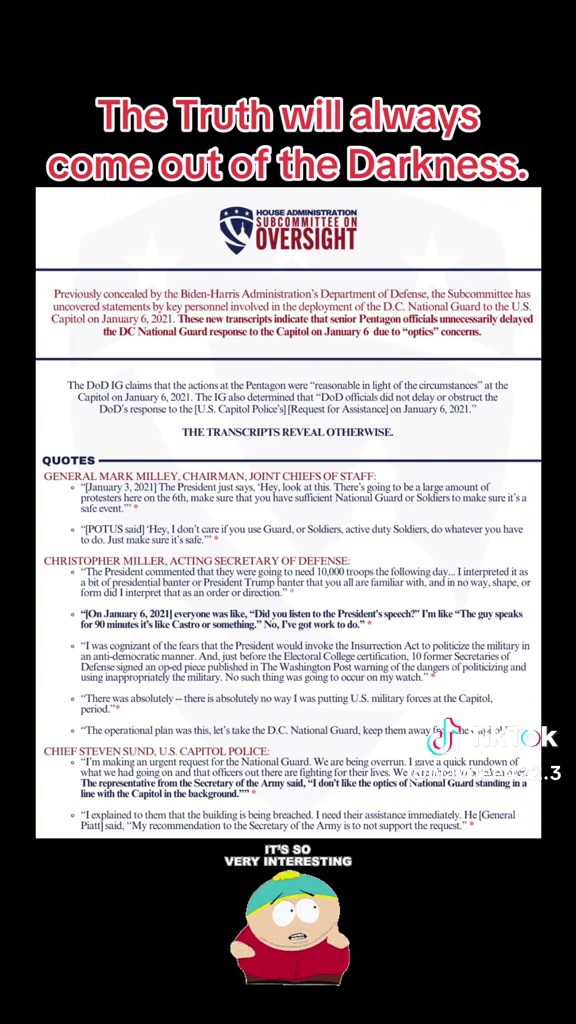 The Truth will always
come out of the Darkness.
HOUSE ADMINISTRATION
SUBCOMMITTEE ON
OVERSIGHT
Previously concealed by the Biden-Harris Administration's Department of Defense, the Subcommittee has
uncovered statements by key personnel involved in the deployment of the D.C. National Guard to the U.S.
Capitol on January 6, 2021. These new transcripts indicate that senior Pentagon officials unnecessarily delayed
the DC National Guard response to the Capitol on January 6 due to "optics" concerns.
The DoD IG claims that the actions at the Pentagon were "reasonable in light of the circumstances" at the
Capitol on January 6, 2021. The IG also determined that "DoD officials did not delay or obstruct the
DoD's response to the [U.S. Capitol Police's] [Request for Assistance] on January 6, 2021."
THE TRANSCRIPTS REVEAL OTHERWISE.
QUOTES
GENERAL MARK MILLEY, CHAIRMAN, JOINT CHIEFS OF STAFF:
◦ "[January 3, 2021] The President just says, 'Hey, look at this. There's going to be a large amount of
protesters here on the 6th, make sure that you have sufficient National Guard or Soldiers to make sure it's a
safe event.'" *
◦ "[POTUS said] 'Hey, I don't care if you use Guard, or Soldiers, active duty Soldiers, do whatever you have
to do. Just make sure it's safe.'" *
CHRISTOPHER MILLER, ACTING SECRETARY OF DEFENSE:
◦ "The President commented that they were going to need 10,000 troops the following day... I interpreted it as
a bit of presidential banter or President Trump banter that you all are familiar with, and in no way, shape, or
form did I interpret that as an order or direction." *
◦ "[On January 6, 2021] everyone was like, "Did you listen to the President's speech?" I'm like "The guy speaks
for 90 minutes it's like Castro or something." No, I've got work to do." *
◦ "I was cognizant of the fears that the President would invoke the Insurrection Act to politicize the military in
an anti-democratic manner. And, just before the Electoral College certification, 10 former Secretaries of
Defense signed an op-ed piece published in The Washington Post warning of the dangers of politicizing and
using inappropriately the military. No such thing was going to occur on my watch." *
◦ "There was absolutely -- there is absolutely no way I was putting U.S. military forces at the Capitol,
period."*
◦ "The operational plan was this, let's take the D.C. National Guard, keep them away
TikTok
CHIEF STEVEN SUND, U.S. CAPITOL POLICE:
◦ "I'm making an urgent request for the National Guard. We are being overrun. I gave a quick rundown of
what we had going on and that officers out there are fighting for their lives. We
The representative from the Secretary of the Army said, "I don't like the optics of National Guard standing in a
line with the Capitol in the background."" *
◦ "I explained to them that the building is being breached. I need their assistance immediately. He [General
Piatt] said, "My recommendation to the Secretary of the Army is to not support the request." *
IT'S SO
VERY INTERESTING